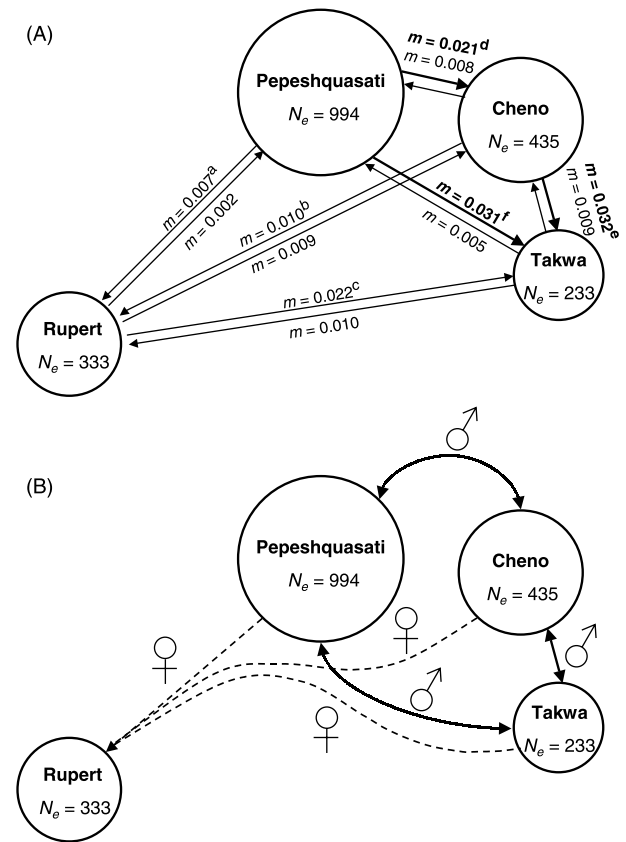 (A)
Pepeshquasati
Nₑ = 994
m = 0.021ᵈ
m = 0.008
Cheno
Nₑ = 435
m = 0.007ᵃ
m = 0.002
m = 0.010ᵇ
m = 0.009
m = 0.031ᶠ
m = 0.005
m = 0.032ᵉ
m = 0.009
Takwa
Nₑ = 233
m = 0.022ᶜ
m = 0.010
Rupert
Nₑ = 333
(B)
♂
Pepeshquasati
Nₑ = 994
Cheno
Nₑ = 435
♀
♀
♂
♂
♀
Takwa
Nₑ = 233
Rupert
Nₑ = 333